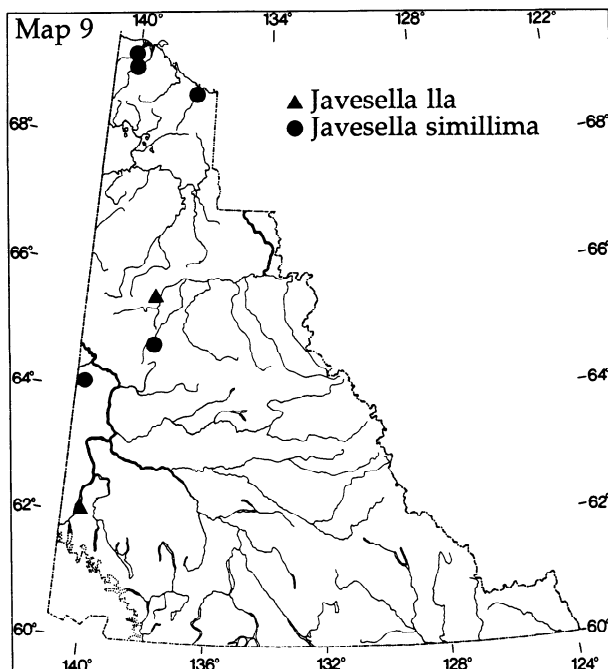 Map 9
140° 134° 128° 122°
▲ Javesella lla
● Javesella simillima
68° 68°
66° 66°
64° 64°
62° 62°
60° 60°
140° 136° 132° 128° 124°